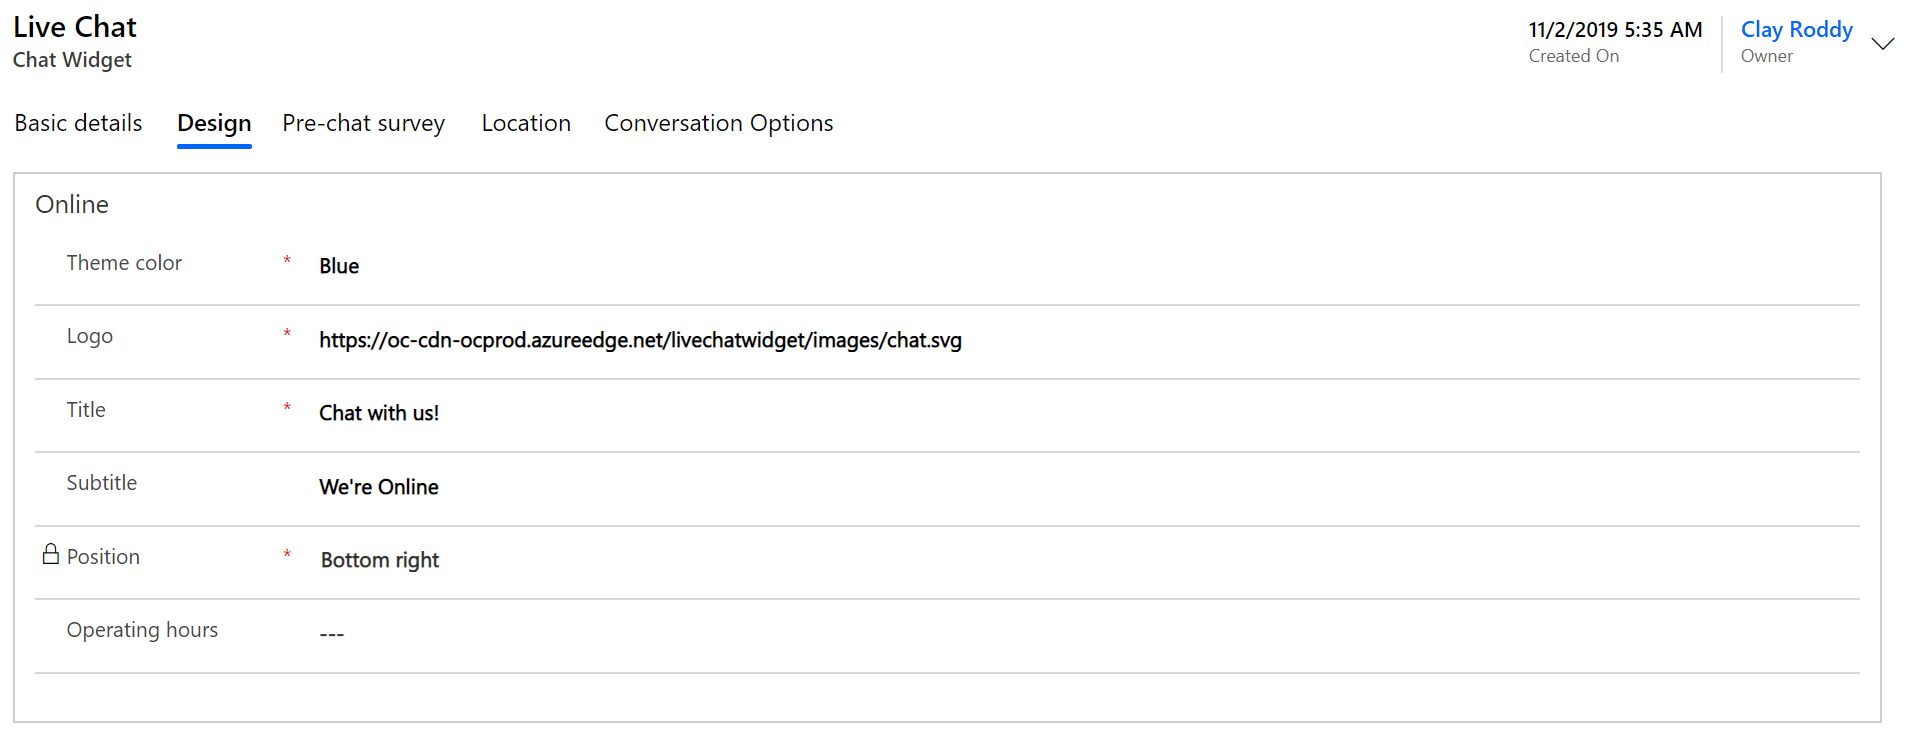 Live Chat
Chat Widget
11/2/2019 5:35 AM
Created On
Clay Roddy
Owner
Basic details Design Pre-chat survey Location Conversation Options
Online
Theme color * Blue
Logo * https://oc-cdn-ocprod.azureedge.net/livechatwidget/images/chat.svg
Title * Chat with us!
Subtitle We're Online
Position * Bottom right
Operating hours ---